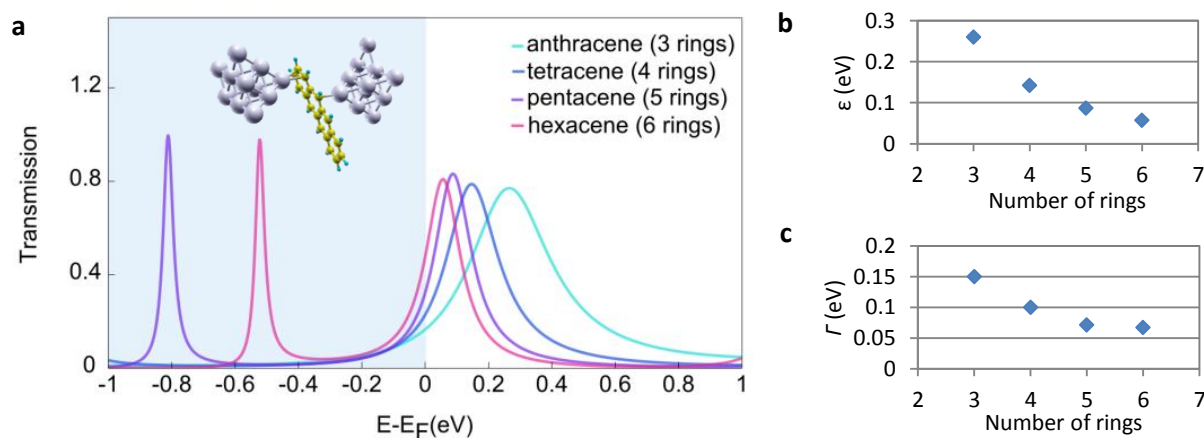 a
Transmission
1.2
0.8
0.4
0
-1
-0.8
-0.6
-0.4
-0.2
0
0.2
0.4
0.6
0.8
1
E-EF(eV)
anthracene (3 rings)
tetracene (4 rings)
pentacene (5 rings)
hexacene (6 rings)
b
ε (eV)
0.3
0.2
0.1
0
2
3
4
5
6
7
Number of rings
c
Γ (eV)
0.2
0.15
0.1
0.05
0
2
3
4
5
6
7
Number of rings